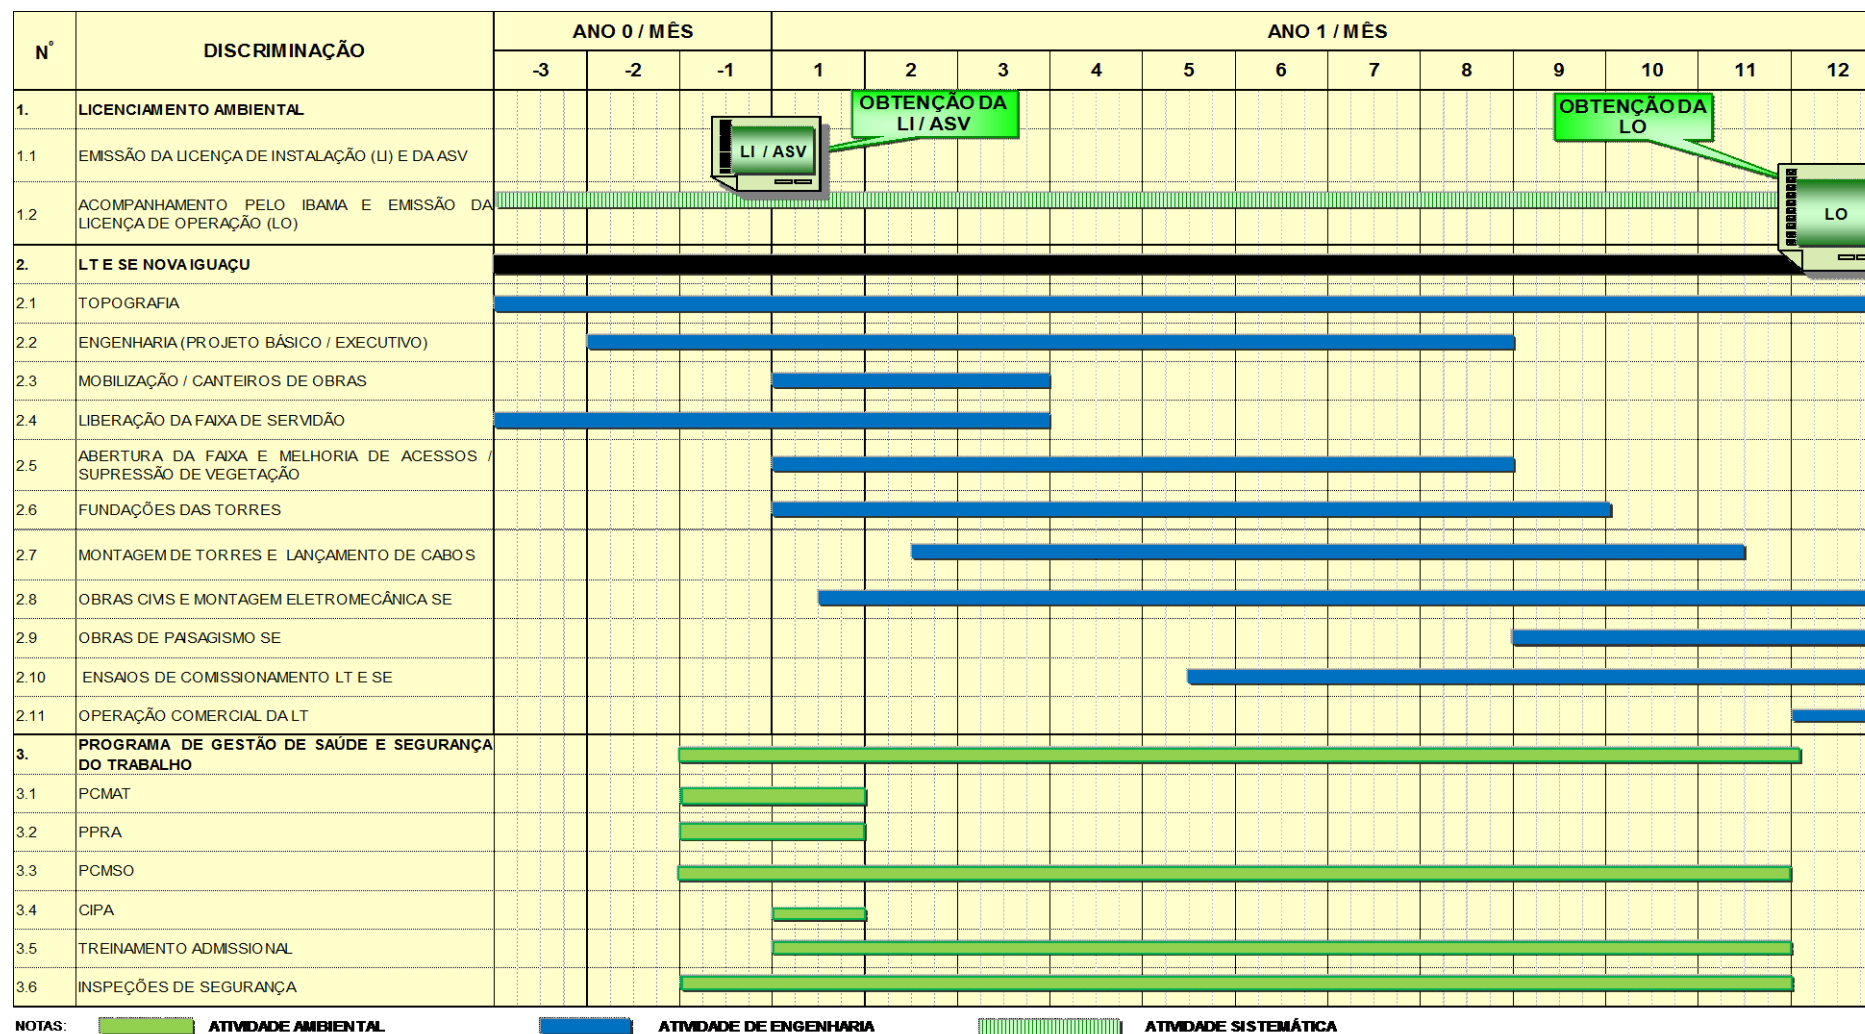 N° DISCRIMINAÇÃO ANO 0 / MÊS ANO 1 / MÊS
-3 -2 -1 1 2 3 4 5 6 7 8 9 10 11 12
1. LICENCIAMENTO AMBIENTAL
OBTENÇÃO DA
LI / ASV
OBTENÇÃO DA
LO
1.1 EMISSÃO DA LICENÇA DE INSTALAÇÃO (LI) E DA ASV
LI / ASV
1.2 ACOMPANHAMENTO PELO IBAMA E EMISSÃO DA
LICENÇA DE OPERAÇÃO (LO)
LO
2. LT E SE NOVA IGUAÇU
2.1 TOPOGRAFIA
2.2 ENGENHARIA (PROJETO BÁSICO / EXECUTIVO)
2.3 MOBILIZAÇÃO / CANTEIROS DE OBRAS
2.4 LIBERAÇÃO DA FAIXA DE SERVIDÃO
2.5 ABERTURA DA FAIXA E MELHORIA DE ACESSOS /
SUPRESSÃO DE VEGETAÇÃO
2.6 FUNDAÇÕES DAS TORRES
2.7 MONTAGEM DE TORRES E LANÇAMENTO DE CABOS
2.8 OBRAS CIVIS E MONTAGEM ELETROMECÂNICA SE
2.9 OBRAS DE PAISAGISMO SE
2.10 ENSAIOS DE COMISSIONAMENTO LT E SE
2.11 OPERAÇÃO COMERCIAL DA LT
3. PROGRAMA DE GESTÃO DE SAÚDE E SEGURANÇA
DO TRABALHO
3.1 PCMAT
3.2 PPRA
3.3 PCMSO
3.4 CIPA
3.5 TREINAMENTO ADMISSIONAL
3.6 INSPEÇÕES DE SEGURANÇA
NOTAS: ATIVIDADE AMBIENTAL ATIVIDADE DE ENGENHARIA ATIVIDADE SISTEMÁTICA